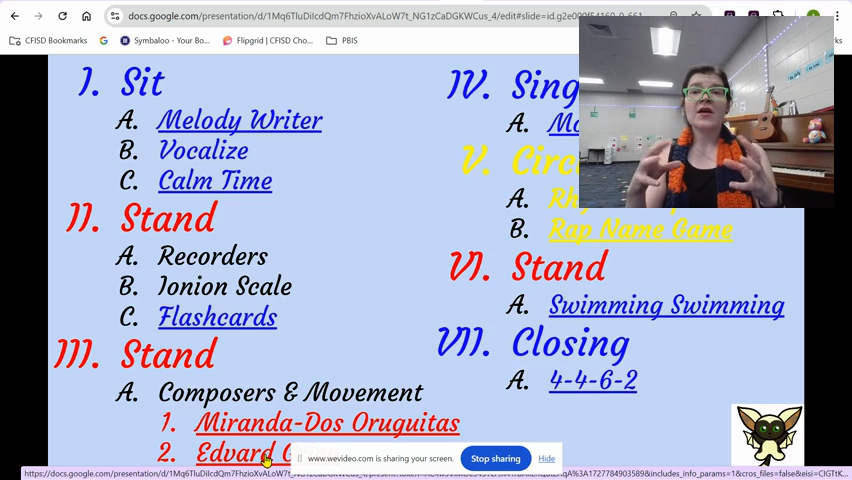 docs.google.com/presentation/d/1Mq6TluDiIcdQm7FhzioXvALoW7t_NG1zCaDGKWCus_4/edit#slide=id.g2e000f54160_0_661
CFISD Bookmarks
Symbaloo - Your Bo...
Flipgrid | CFISD Cho...
PBIS
I. Sit
A. Melody Writer
B. Vocalize
C. Calm Time
II. Stand
A. Recorders
B. Ionion Scale
C. Flashcards
III. Stand
A. Composers & Movement
1. Miranda-Dos Oruguitas
2. Edvard
IV. Sing
A.
V. Circ
A.
B. Rap Name Game
VI. Stand
A. Swimming Swimming
VII. Closing
A. 4-4-6-2
www.wevideo.com is sharing your screen.
Stop sharing
Hide